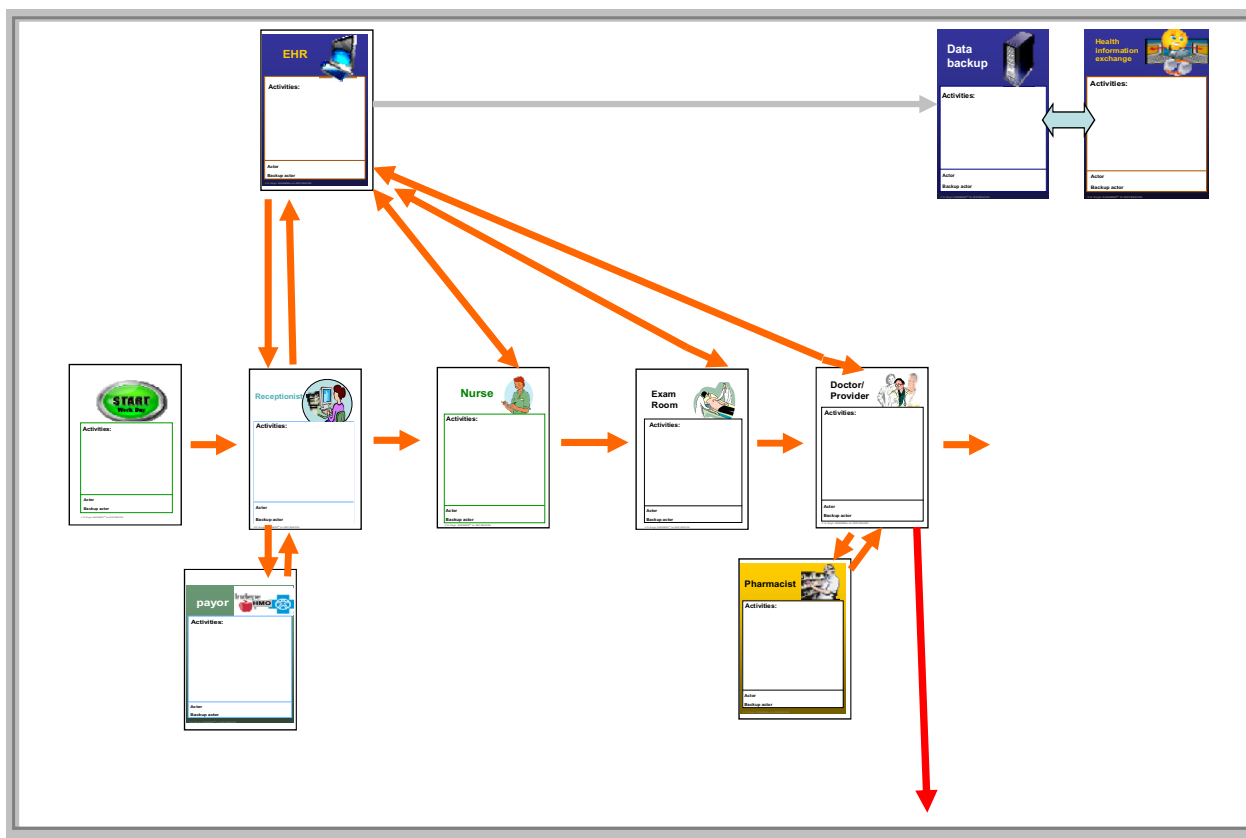 EHR
Activities:
Actor
Backup actor
Data
backup
Activities:
Actor
Backup actor
Health
information
exchange
Activities:
Actor
Backup actor
START
Work Day
Activities:
Actor
Backup actor
Receptionist
Activities:
Actor
Backup actor
Nurse
Activities:
Actor
Backup actor
Exam
Room
Activities:
Actor
Backup actor
Doctor/
Provider
Activities:
Actor
Backup actor
payor
HMO
Activities:
Actor
Backup actor
Pharmacist
Activities:
Actor
Backup actor